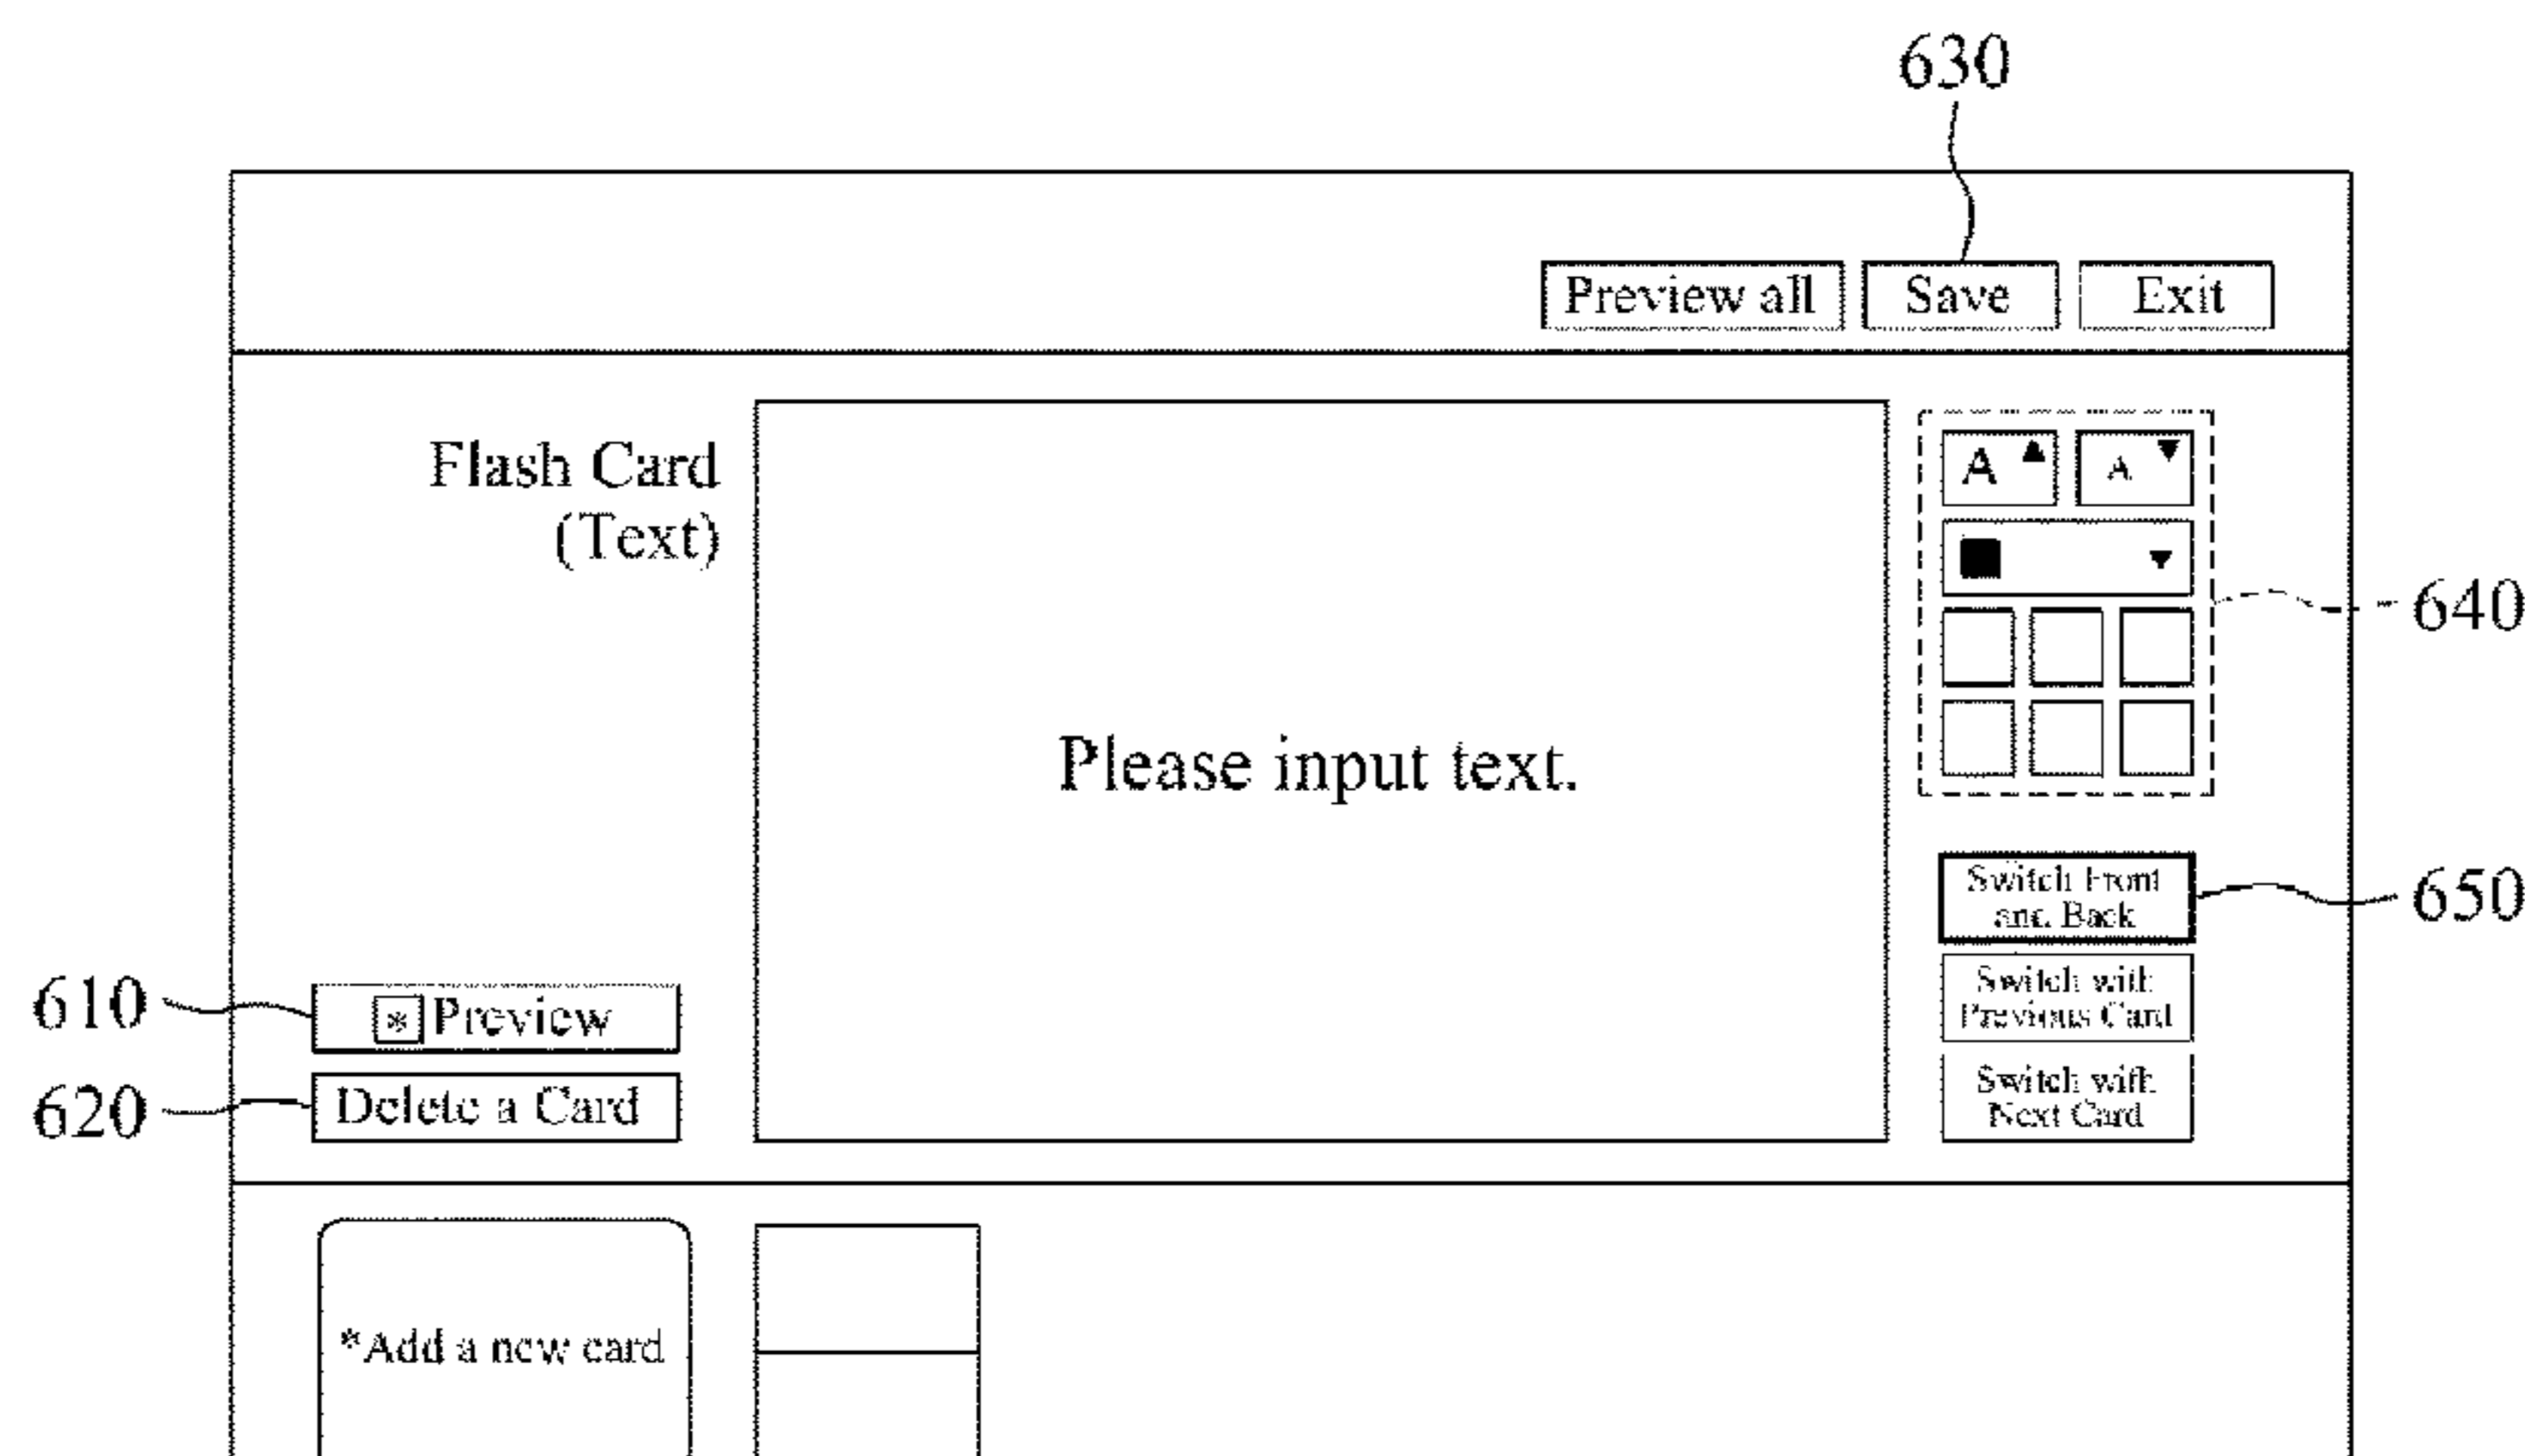 630
Preview all
Save
Exit
Flash Card
(Text)
A
A
640
Please input text.
Switch Front
and Back
650
Switch with
Previous Card
610
* Preview
Switch with
Next Card
620
Delete a Card
*Add a new card